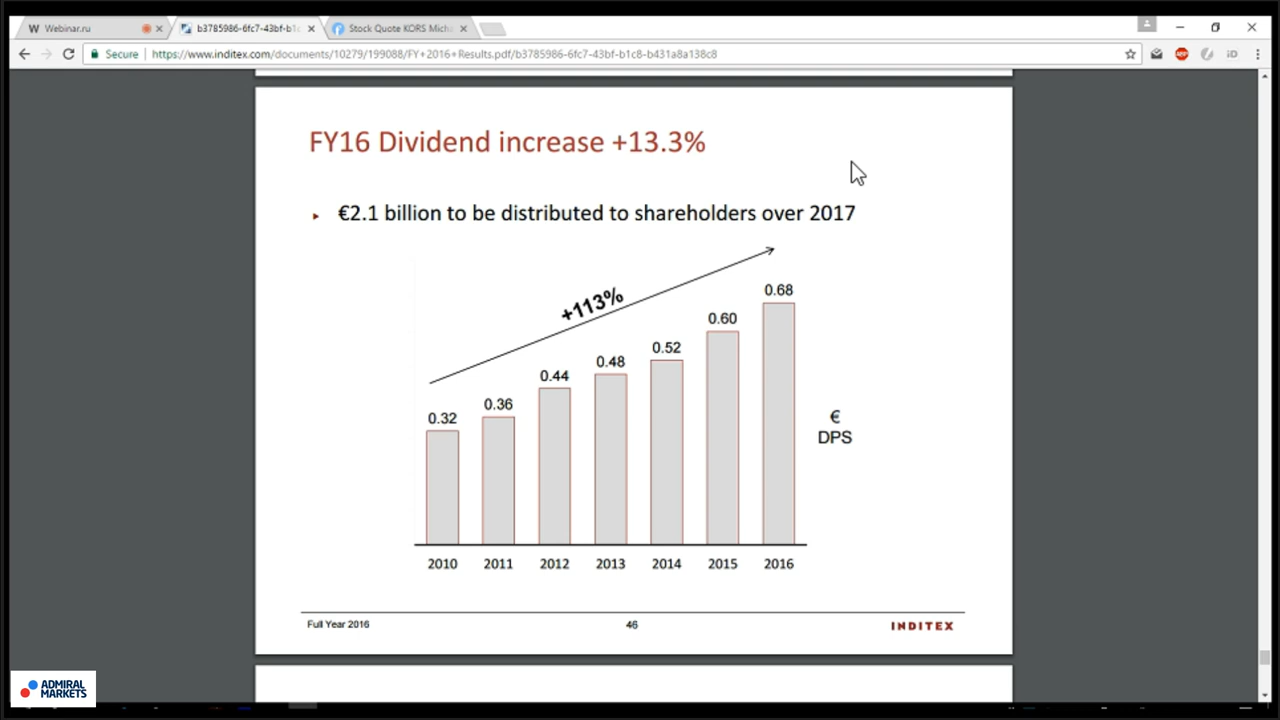 Webinar.ru
b3785986-6fc7-43bf-b1c
Stock Quote KORS Mich
Secure
https://www.inditex.com/documents/10279/199088/FY+2016+Results.pdf/b3785986-6fc7-43bf-b1c8-b431a8a138c8
FY16 Dividend increase +13.3%
€2.1 billion to be distributed to shareholders over 2017
+113%
0.32
0.36
0.44
0.48
0.52
0.60
0.68
€
DPS
2010
2011
2012
2013
2014
2015
2016
Full Year 2016
46
INDITEX
ADMIRAL
MARKETS